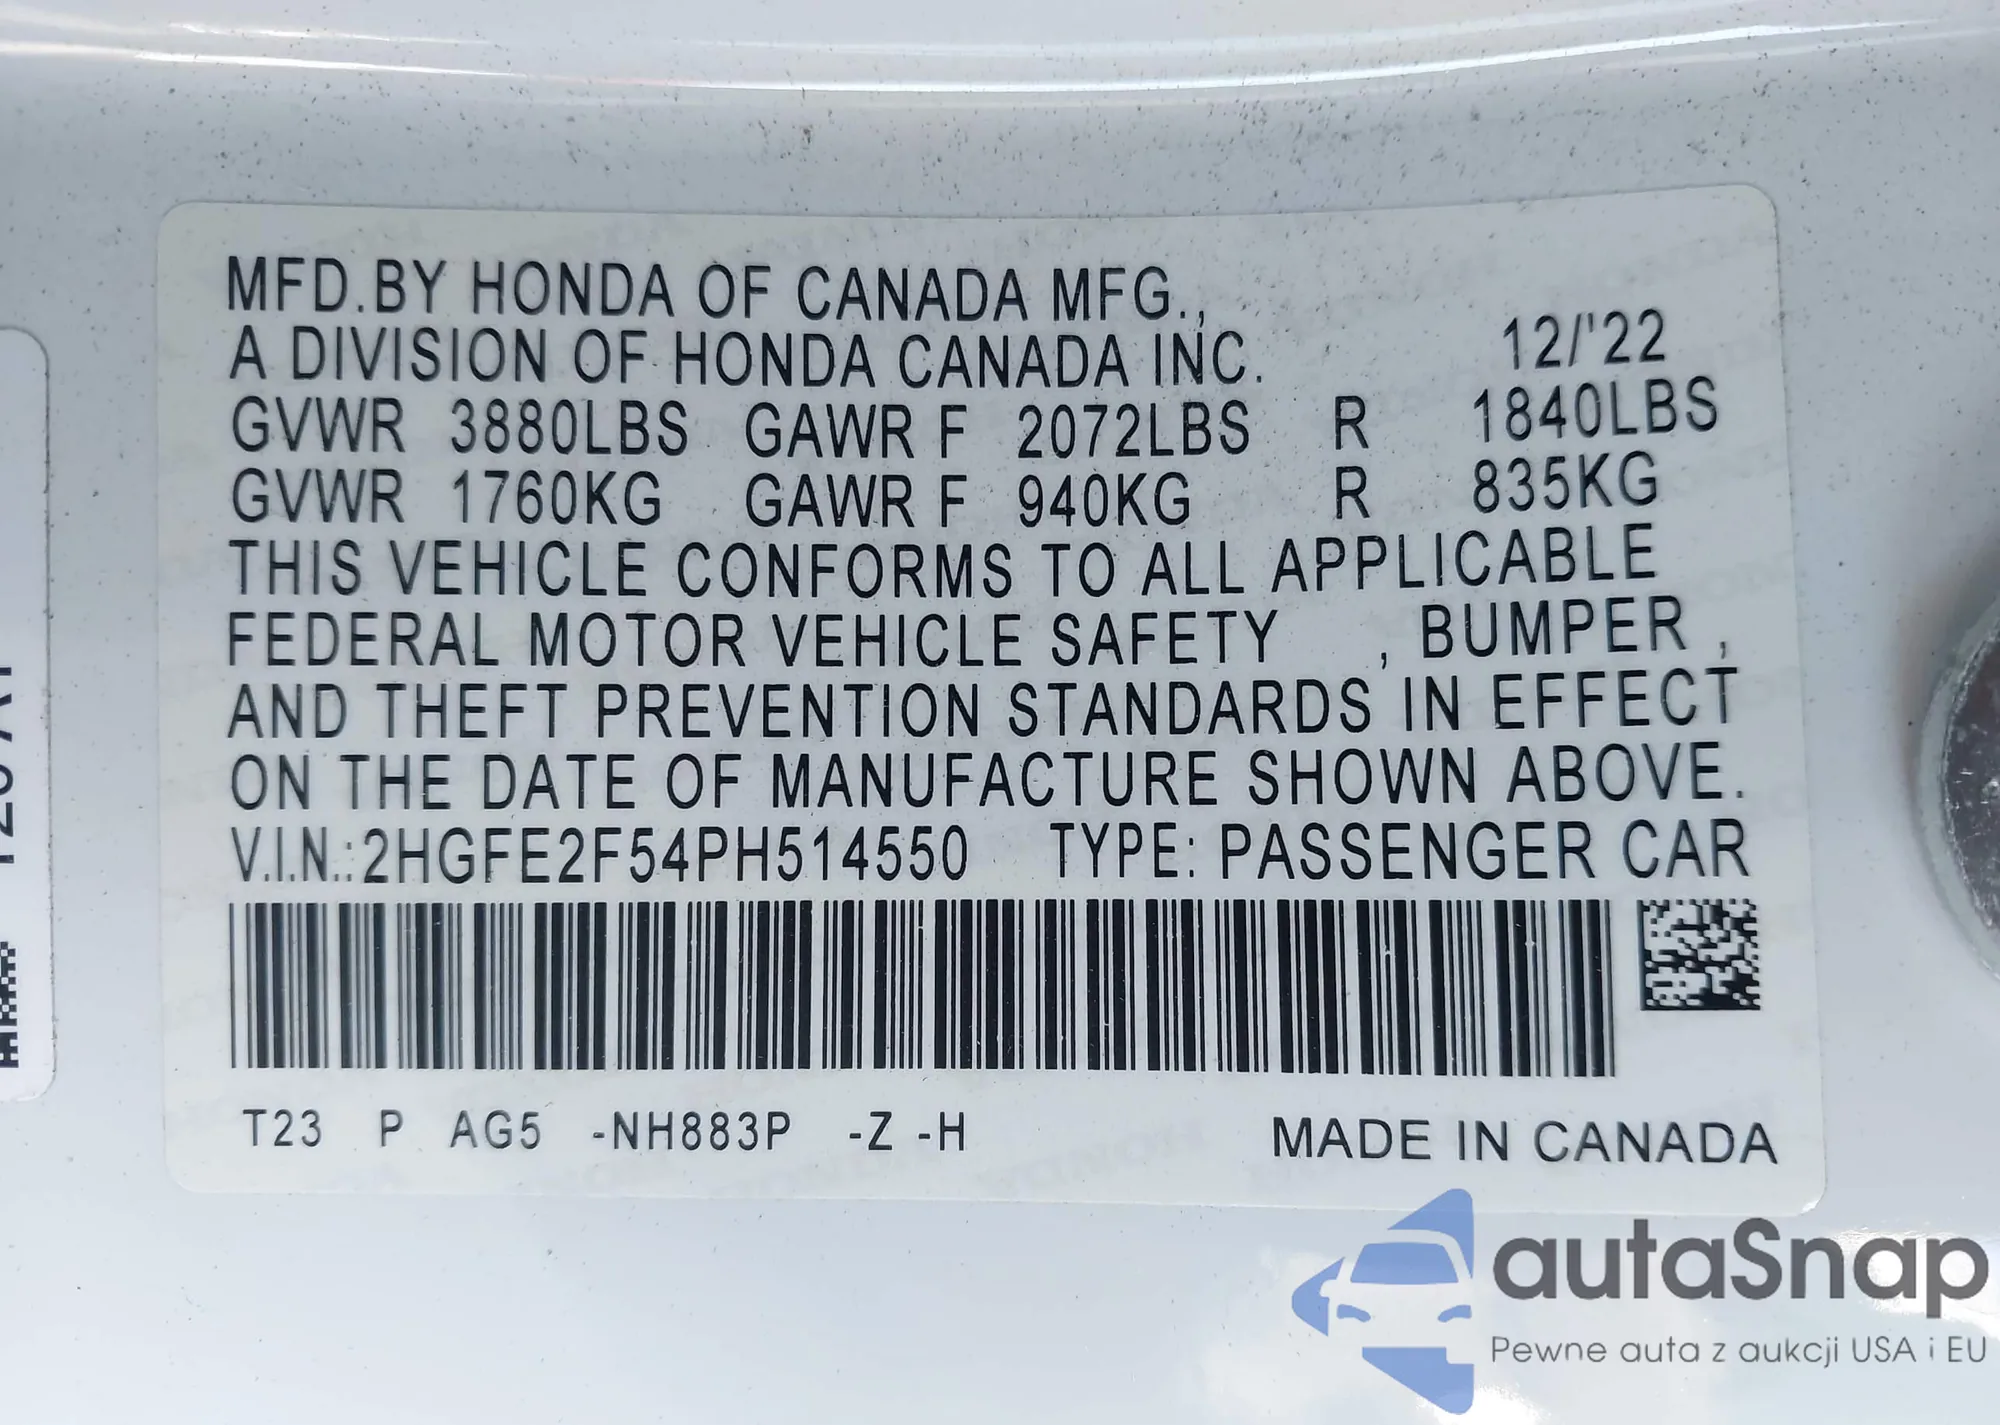 MFD.BY HONDA OF CANADA MFG.,
A DIVISION OF HONDA CANADA INC. 12/'22
GVWR 3880LBS GAWR F 2072LBS R 1840LBS
GVWR 1760KG GAWR F 940KG R 835KG
THIS VEHICLE CONFORMS TO ALL APPLICABLE
FEDERAL MOTOR VEHICLE SAFETY , BUMPER ,
AND THEFT PREVENTION STANDARDS IN EFFECT
ON THE DATE OF MANUFACTURE SHOWN ABOVE.
V.I.N.:2HGFE2F54PH514550 TYPE: PASSENGER CAR
T23 P AG5 -NH883P -Z -H MADE IN CANADA
autaSnap
Pewne auta z aukcji USA i EU